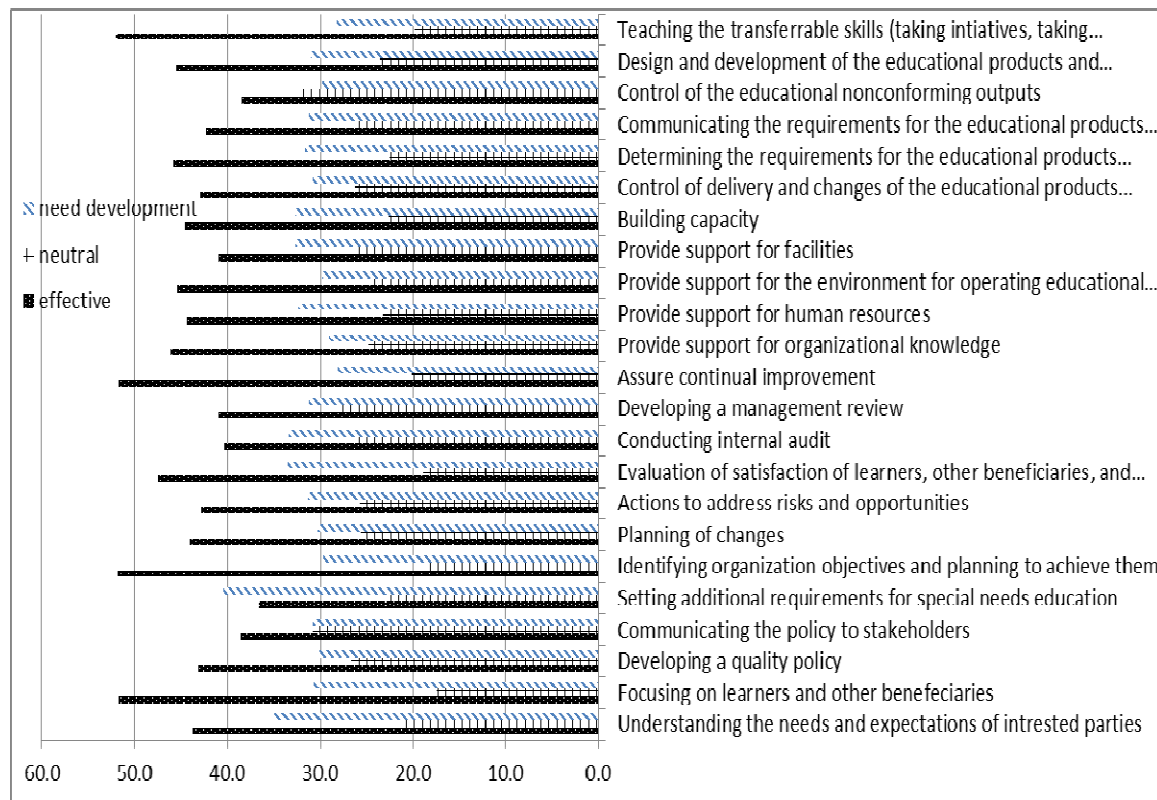 Teaching the transferrable skills (taking intiatives, taking...
Design and development of the educational products and...
Control of the educational nonconforming outputs
Communicating the requirements for the educational products...
Determining the requirements for the educational products...
Control of delivery and changes of the educational products...
Building capacity
Provide support for facilities
Provide support for the environment for operating educational...
Provide support for human resources
Provide support for organizational knowledge
Assure continual improvement
Developing a management review
Conducting internal audit
Evaluation of satisfaction of learners, other beneficiaries, and...
Actions to address risks and opportunities
Planning of changes
Identifying organization objectives and planning to achieve them
Setting additional requirements for special needs education
Communicating the policy to stakeholders
Developing a quality policy
Focusing on learners and other benefeciaries
Understanding the needs and expectations of intrested parties
need development
neutral
effective
60.0 50.0 40.0 30.0 20.0 10.0 0.0